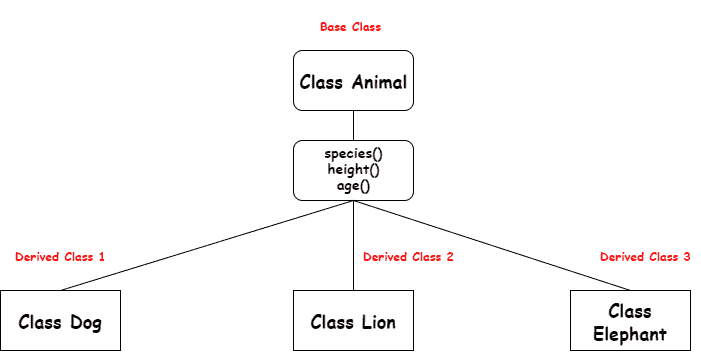 Base Class
Class Animal
species()
height()
age()
Derived Class 1
Derived Class 2
Derived Class 3
Class Dog
Class Lion
Class
Elephant